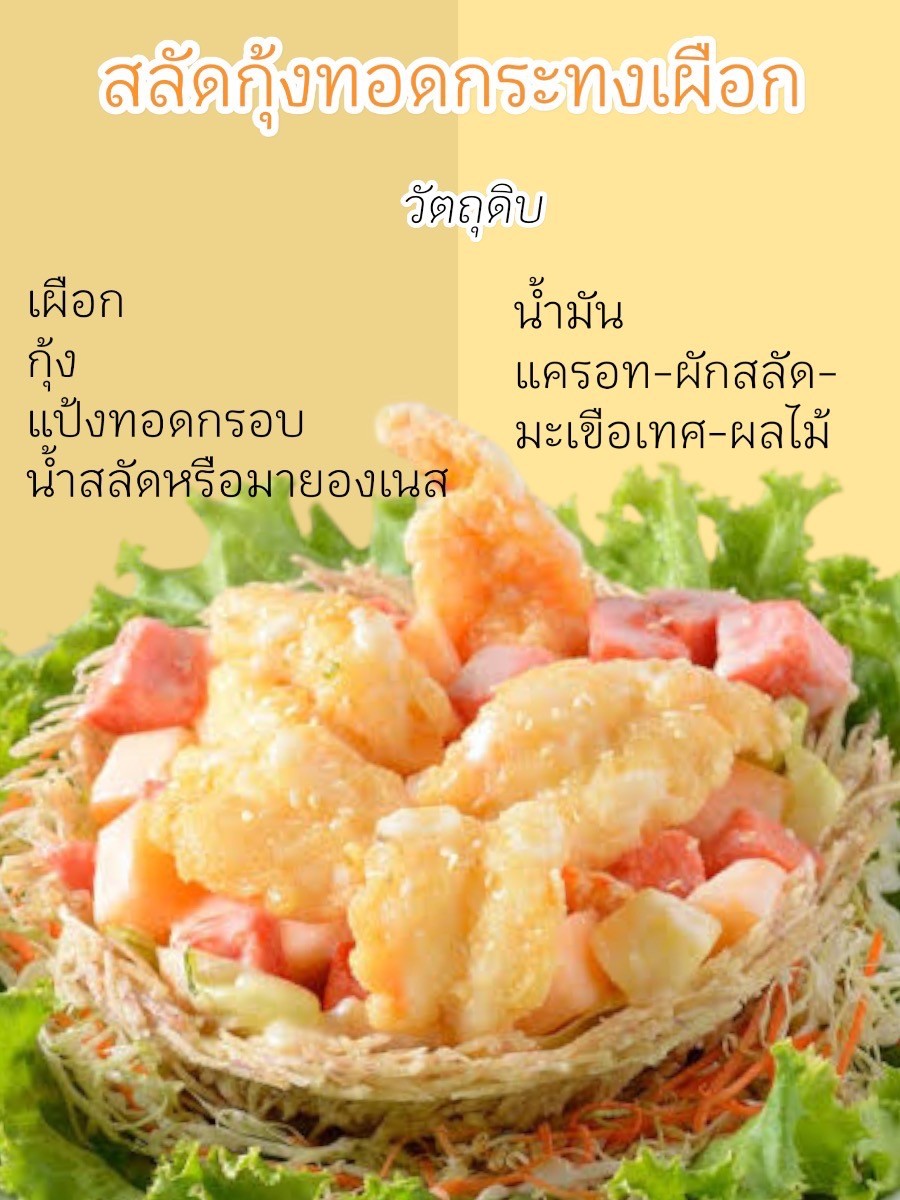 สลัดกุ้งทอดกระทงเผือก
วัตถุดิบ
เผือก
กุ้ง
แป้งทอดกรอบ
น้ำสลัดหรือมายองเนส
น้ำมัน
แครอท-ผักสลัด-
มะเขือเทศ-ผลไม้